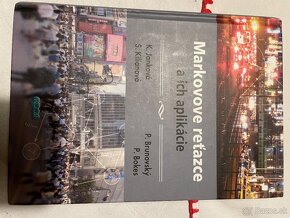 Markovove reťazce
a ich aplikácie
K. Janková
S. Kilianová
P. Brunovský
P. Bokes